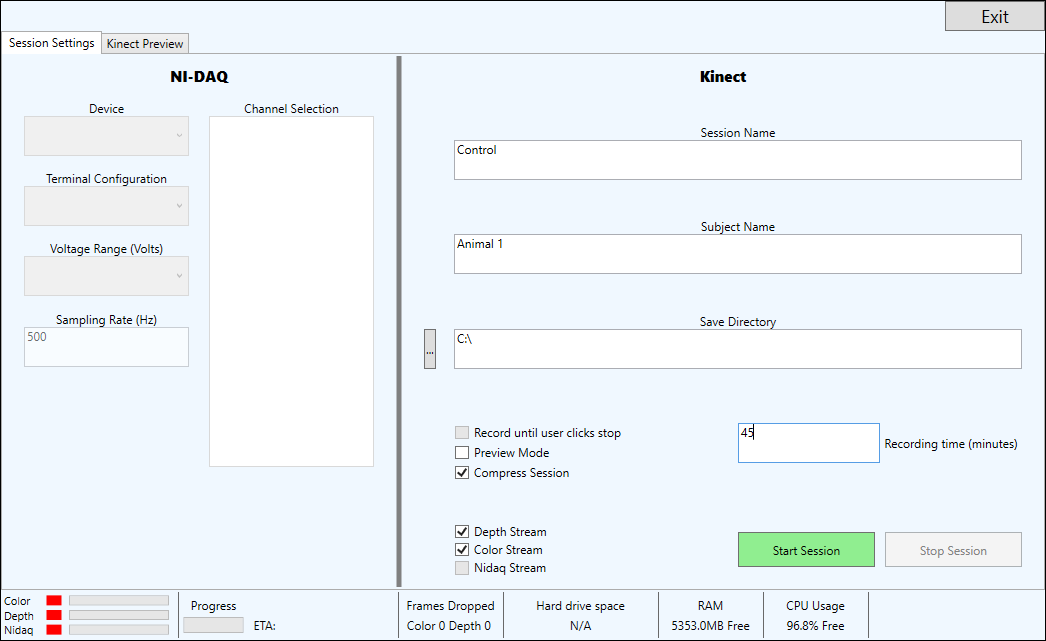 Exit
Session Settings
Kinect Preview
NI-DAQ
Device
Channel Selection
Terminal Configuration
Voltage Range (Volts)
Sampling Rate (Hz)
500
Kinect
Session Name
Control
Subject Name
Animal 1
Save Directory
...
C:\
Record until user clicks stop
Preview Mode
Compress Session
45
Recording time (minutes)
Depth Stream
Color Stream
Nidaq Stream
Start Session
Stop Session
Color
Depth
Nidaq
Progress
ETA:
Frames Dropped
Color 0 Depth 0
Hard drive space
N/A
RAM
5353.0MB Free
CPU Usage
96.8% Free